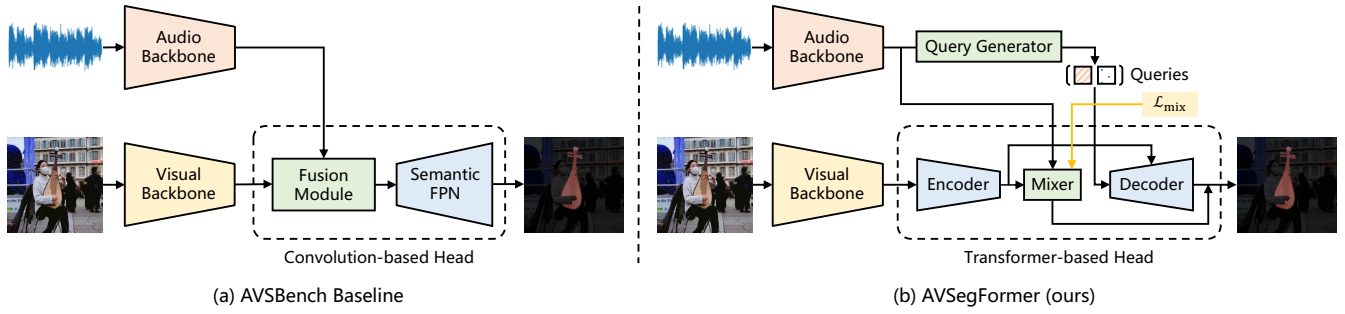 Audio
Backbone
Visual
Backbone
Fusion
Module
Semantic
FPN
Convolution-based Head
(a) AVSBench Baseline
Audio
Backbone
Query Generator
Queries
ℒmix
Visual
Backbone
Encoder
Mixer
Decoder
Transformer-based Head
(b) AVSegFormer (ours)